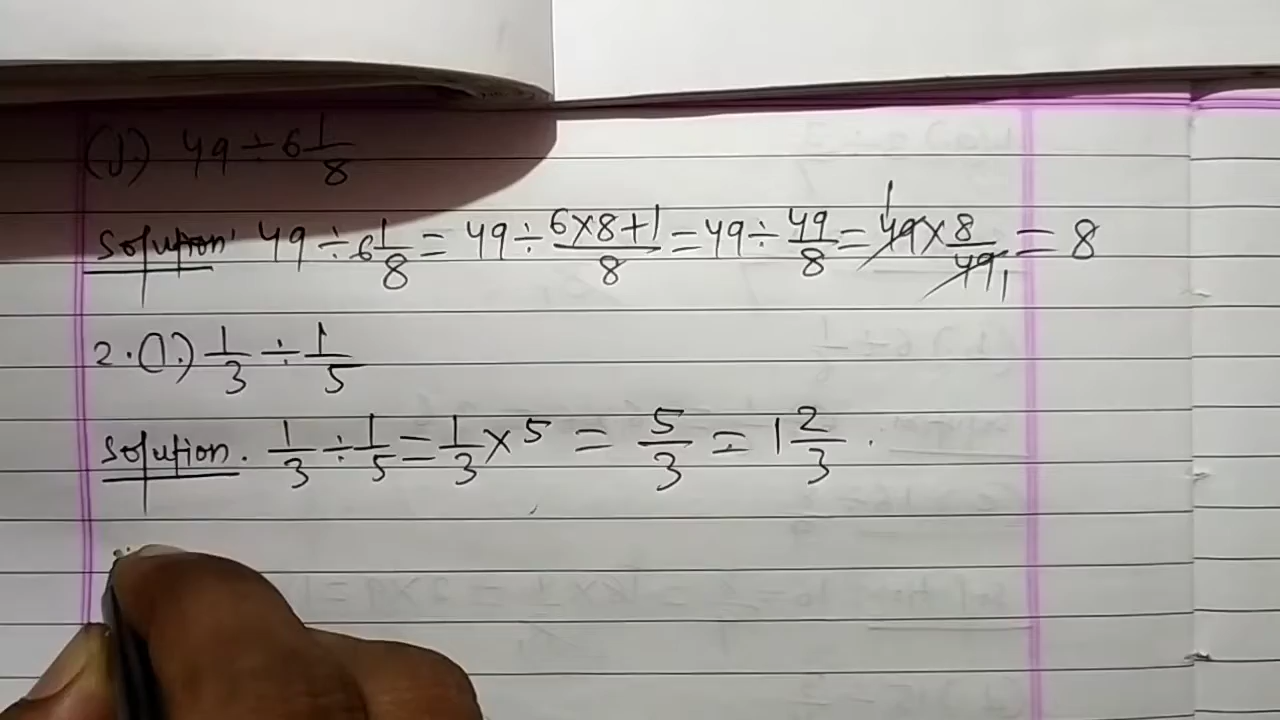 (J.) 49 ÷ 6 1/8
Solution: 49 ÷ 6 1/8 = 49 ÷ (6×8+1)/8 = 49 ÷ 49/8 = 49 × 8/49 = 8
2.(1.) 1/3 ÷ 1/5
Solution. 1/3 ÷ 1/5 = 1/3 × 5 = 5/3 = 1 2/3.